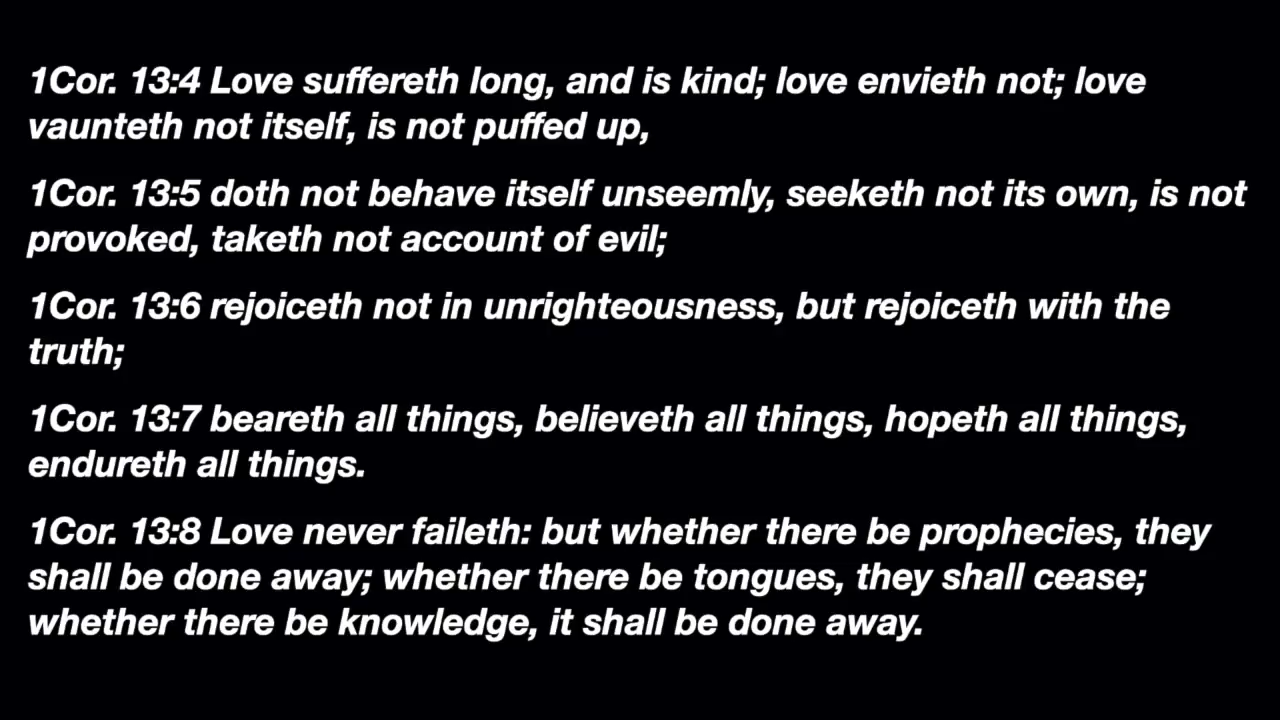 1Cor. 13:4 Love suffereth long, and is kind; love envieth not; love
vaunteth not itself, is not puffed up,
1Cor. 13:5 doth not behave itself unseemly, seeketh not its own, is not
provoked, taketh not account of evil;
1Cor. 13:6 rejoiceth not in unrighteousness, but rejoiceth with the
truth;
1Cor. 13:7 beareth all things, believeth all things, hopeth all things,
endureth all things.
1Cor. 13:8 Love never faileth: but whether there be prophecies, they
shall be done away; whether there be tongues, they shall cease;
whether there be knowledge, it shall be done away.